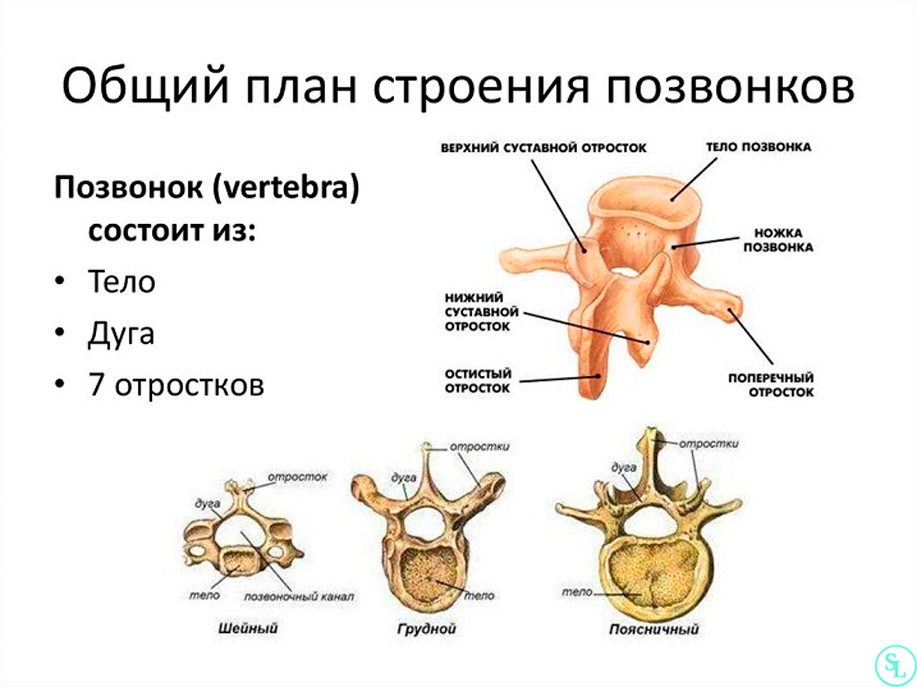 Общий план строения позвонков
Позвонок (vertebra)
состоит из:
• Тело
• Дуга
• 7 отростков
ВЕРХНИЙ СУСТАВНОЙ ОТРОСТОК
ТЕЛО ПОЗВОНКА
НОЖКА
ПОЗВОНКА
НИЖНИЙ
СУСТАВНОЙ
ОТРОСТОК
ОСТИСТЫЙ
ОТРОСТОК
ПОПЕРЕЧНЫЙ
ОТРОСТОК
отросток
дуга
тело
позвоночный канал
Шейный
отростки
дуга
тело
Грудной
отростки
дуга
тело
Поясничный
SL